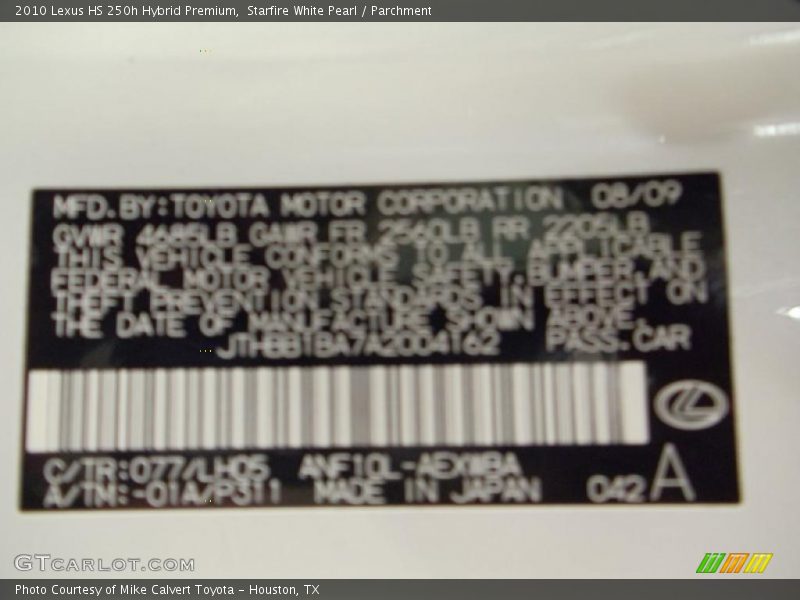 2010 Lexus HS 250h Hybrid Premium, Starfire White Pearl / Parchment
MFD. BY: TOYOTA MOTOR CORPORATION 08/09
GVWR 4685LB GAWR FR 2560LB RR 2205LB
THIS VEHICLE CONFORMS TO ALL APPLICABLE
FEDERAL MOTOR VEHICLE SAFETY, BUMPER, AND
THEFT PREVENTION STANDARDS IN EFFECT ON
THE DATE OF MANUFACTURE SHOWN ABOVE.
JTHBB1BA7A2004162 PASS. CAR
C/TR: 077/LH05 ANF10L-AEXWBA
A/TN: -01A/P311 MADE IN JAPAN 042 A
GTCARLOT.COM
Photo Courtesy of Mike Calvert Toyota - Houston, TX